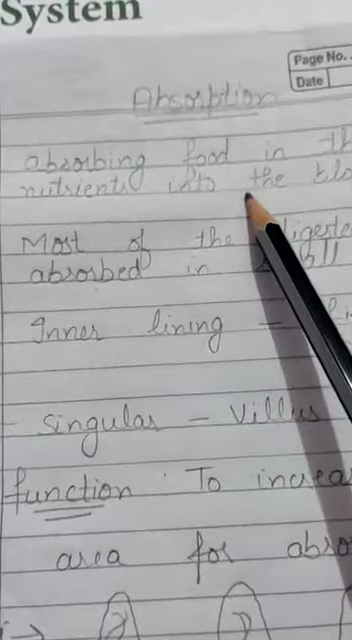 System
Page No.
Date
Absorption
absorbing food in
nutrients into the
Most of the
absorbed in
Inner lining -
- Singular - Villus
function : To increa
area for abso